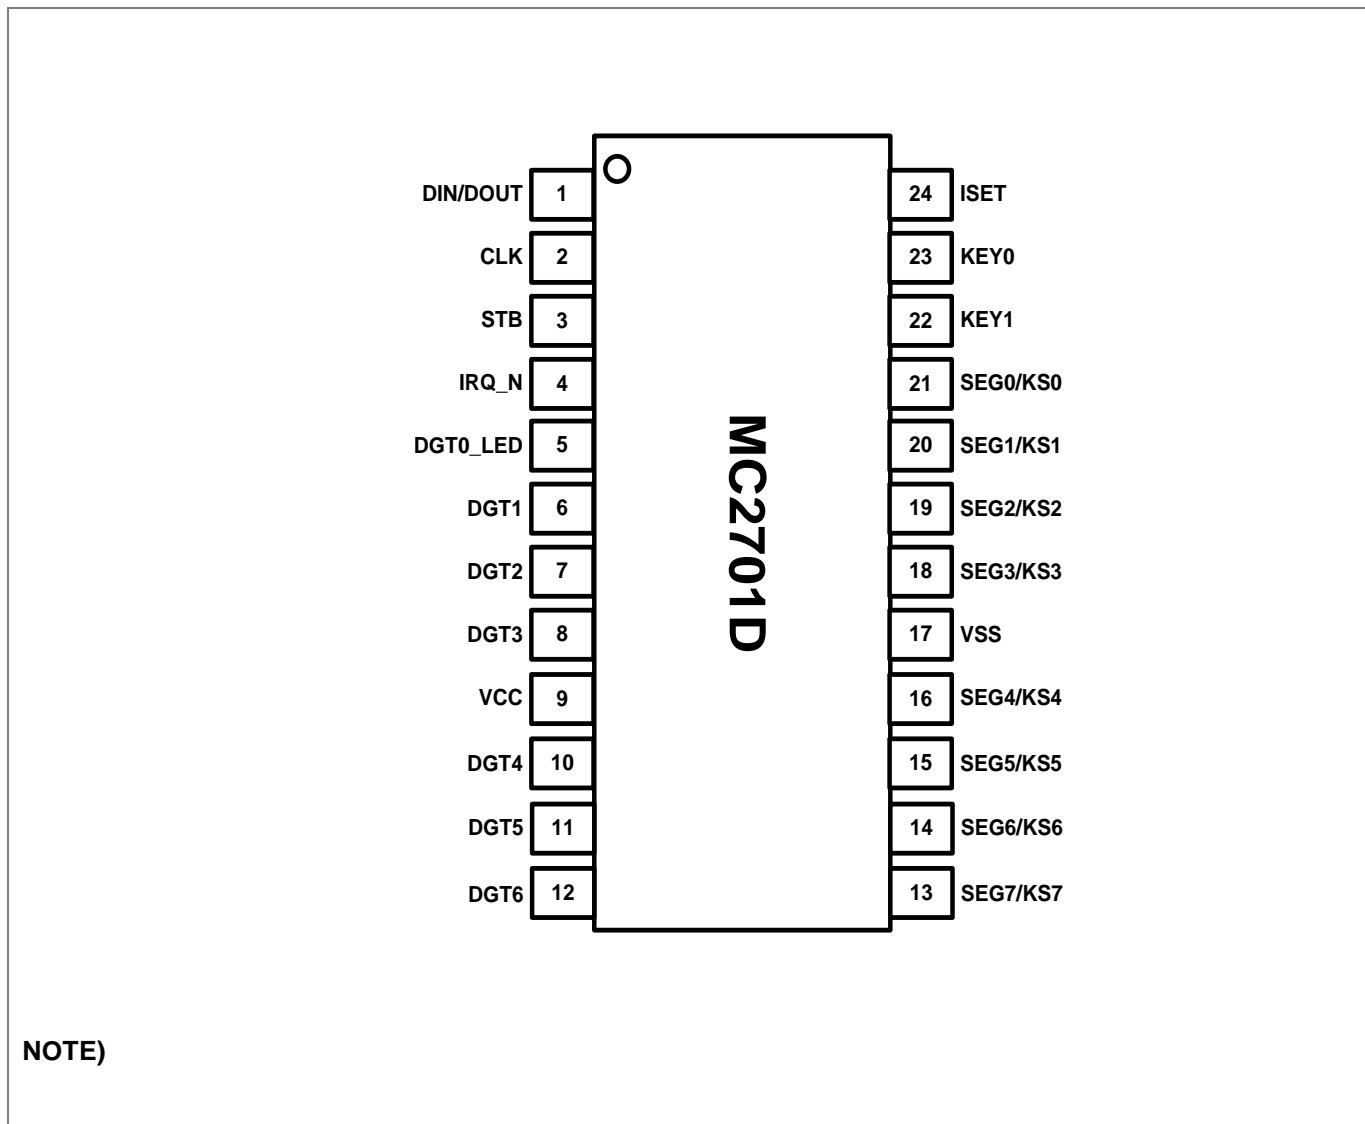 DIN/DOUT 1 24 ISET
CLK 2 23 KEY0
STB 3 22 KEY1
IRQ_N 4 21 SEG0/KS0
DGT0_LED 5 20 SEG1/KS1
DGT1 6 19 SEG2/KS2
DGT2 7 18 SEG3/KS3
DGT3 8 17 VSS
VCC 9 16 SEG4/KS4
DGT4 10 15 SEG5/KS5
DGT5 11 14 SEG6/KS6
DGT6 12 13 SEG7/KS7
MC2701D
NOTE)